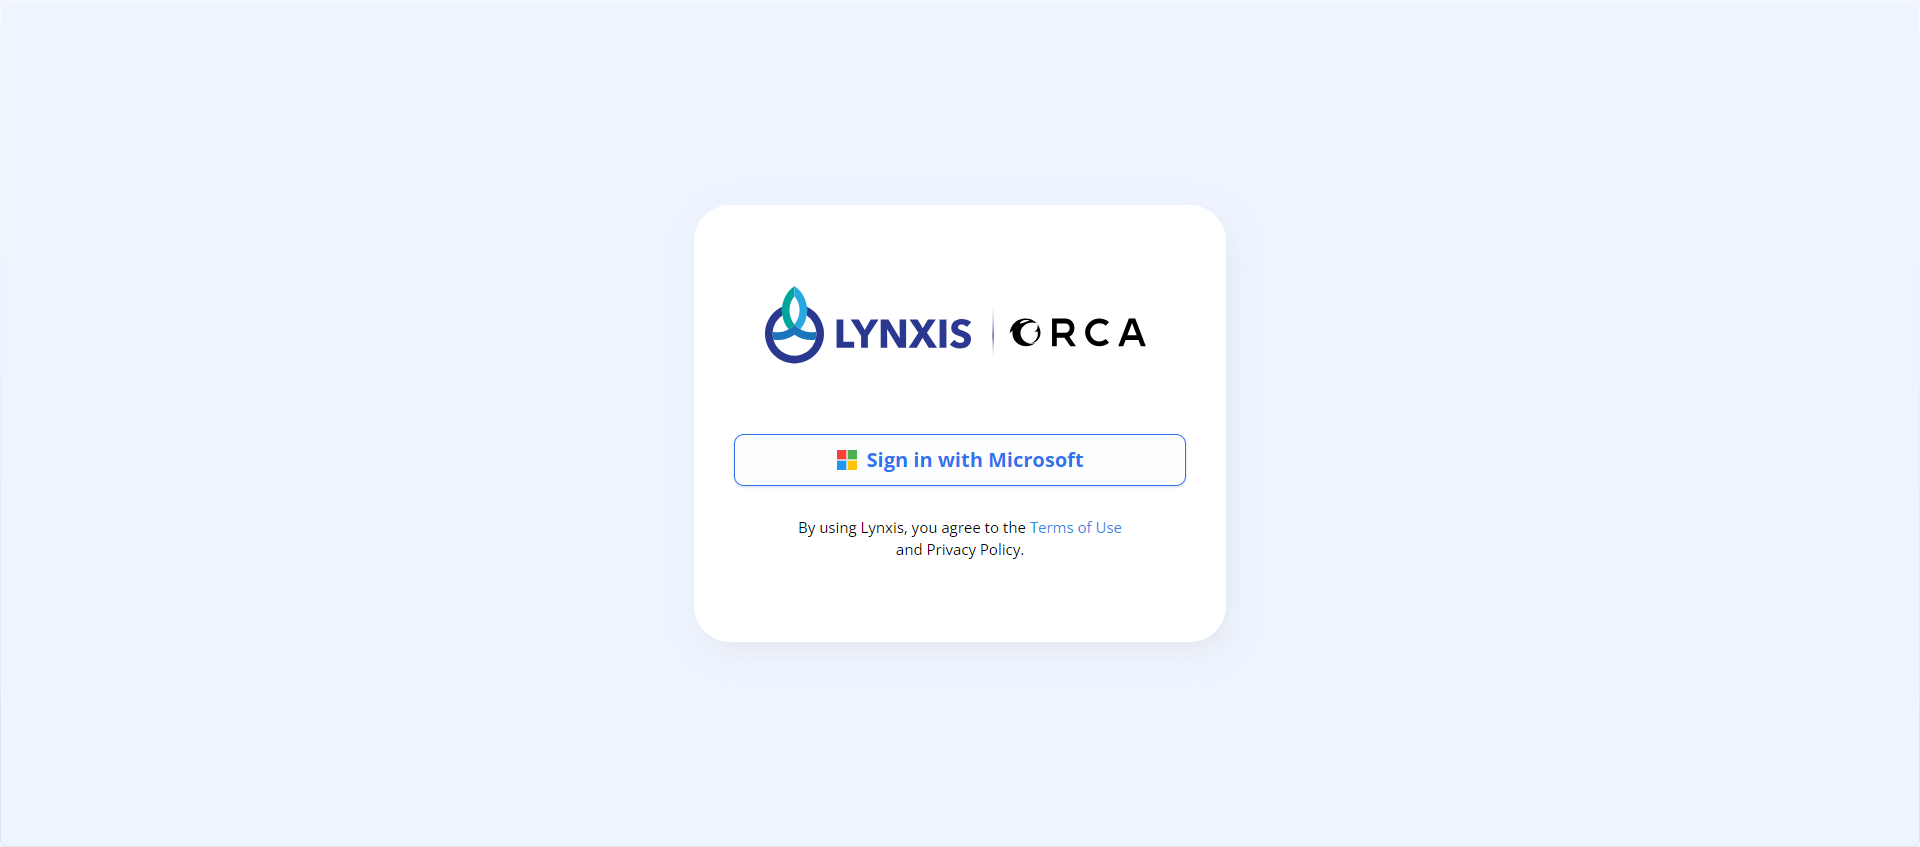 LYNXIS | ORCA
Sign in with Microsoft
By using Lynxis, you agree to the Terms of Use
and Privacy Policy.